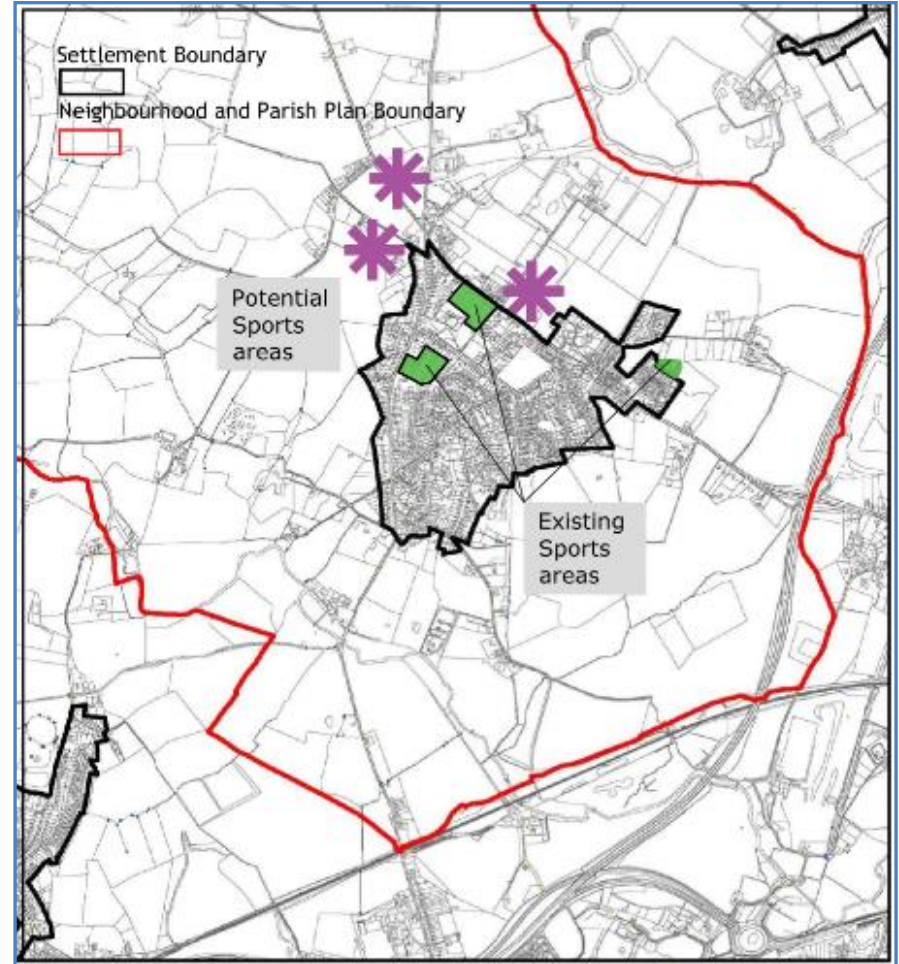 Settlement Boundary
Neighbourhood and Parish Plan Boundary
Potential
Sports
areas
Existing
Sports
areas